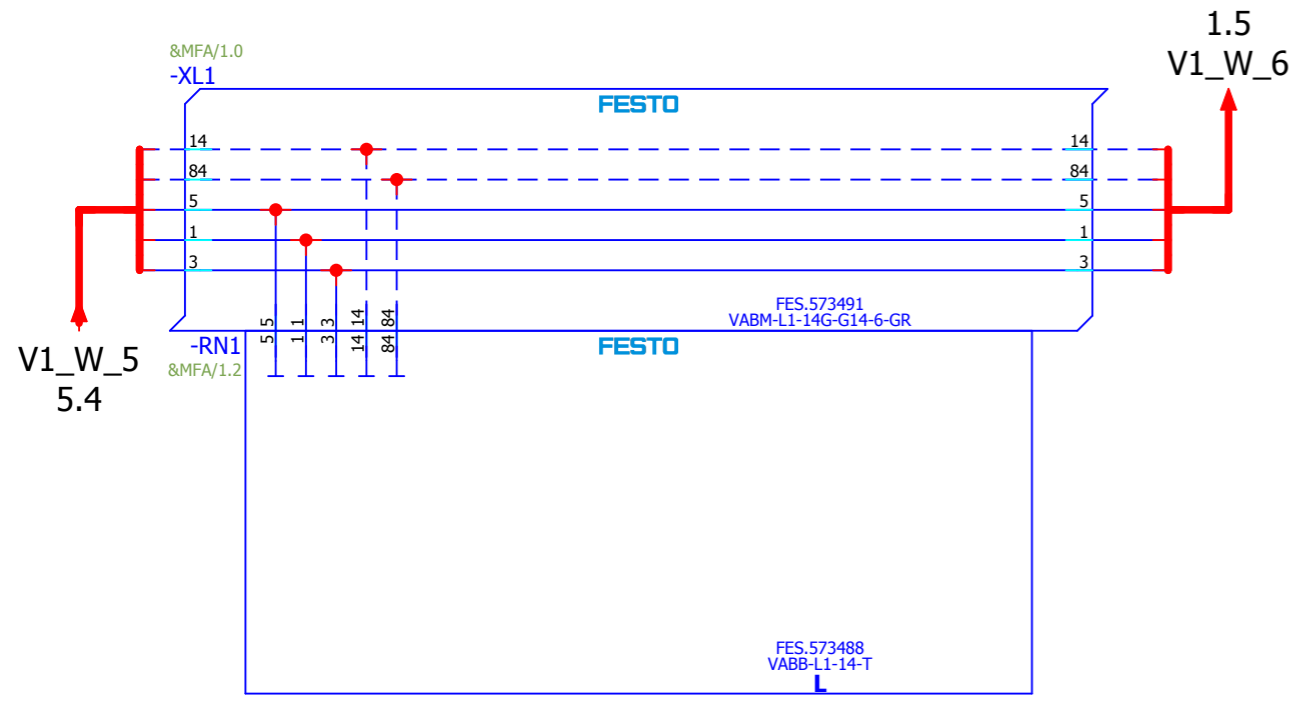 1.5
V1_W_6
&MFA/1.0
-XL1
FESTO
14
14
84
84
5
5
1
1
3
3
FES.573491
VABM-L1-14G-G14-6-GR
5
1
3
14
84
5
1
3
14
84
-RN1
&MFA/1.2
FESTO
V1_W_5
5.4
FES.573488
VABB-L1-14-T
L